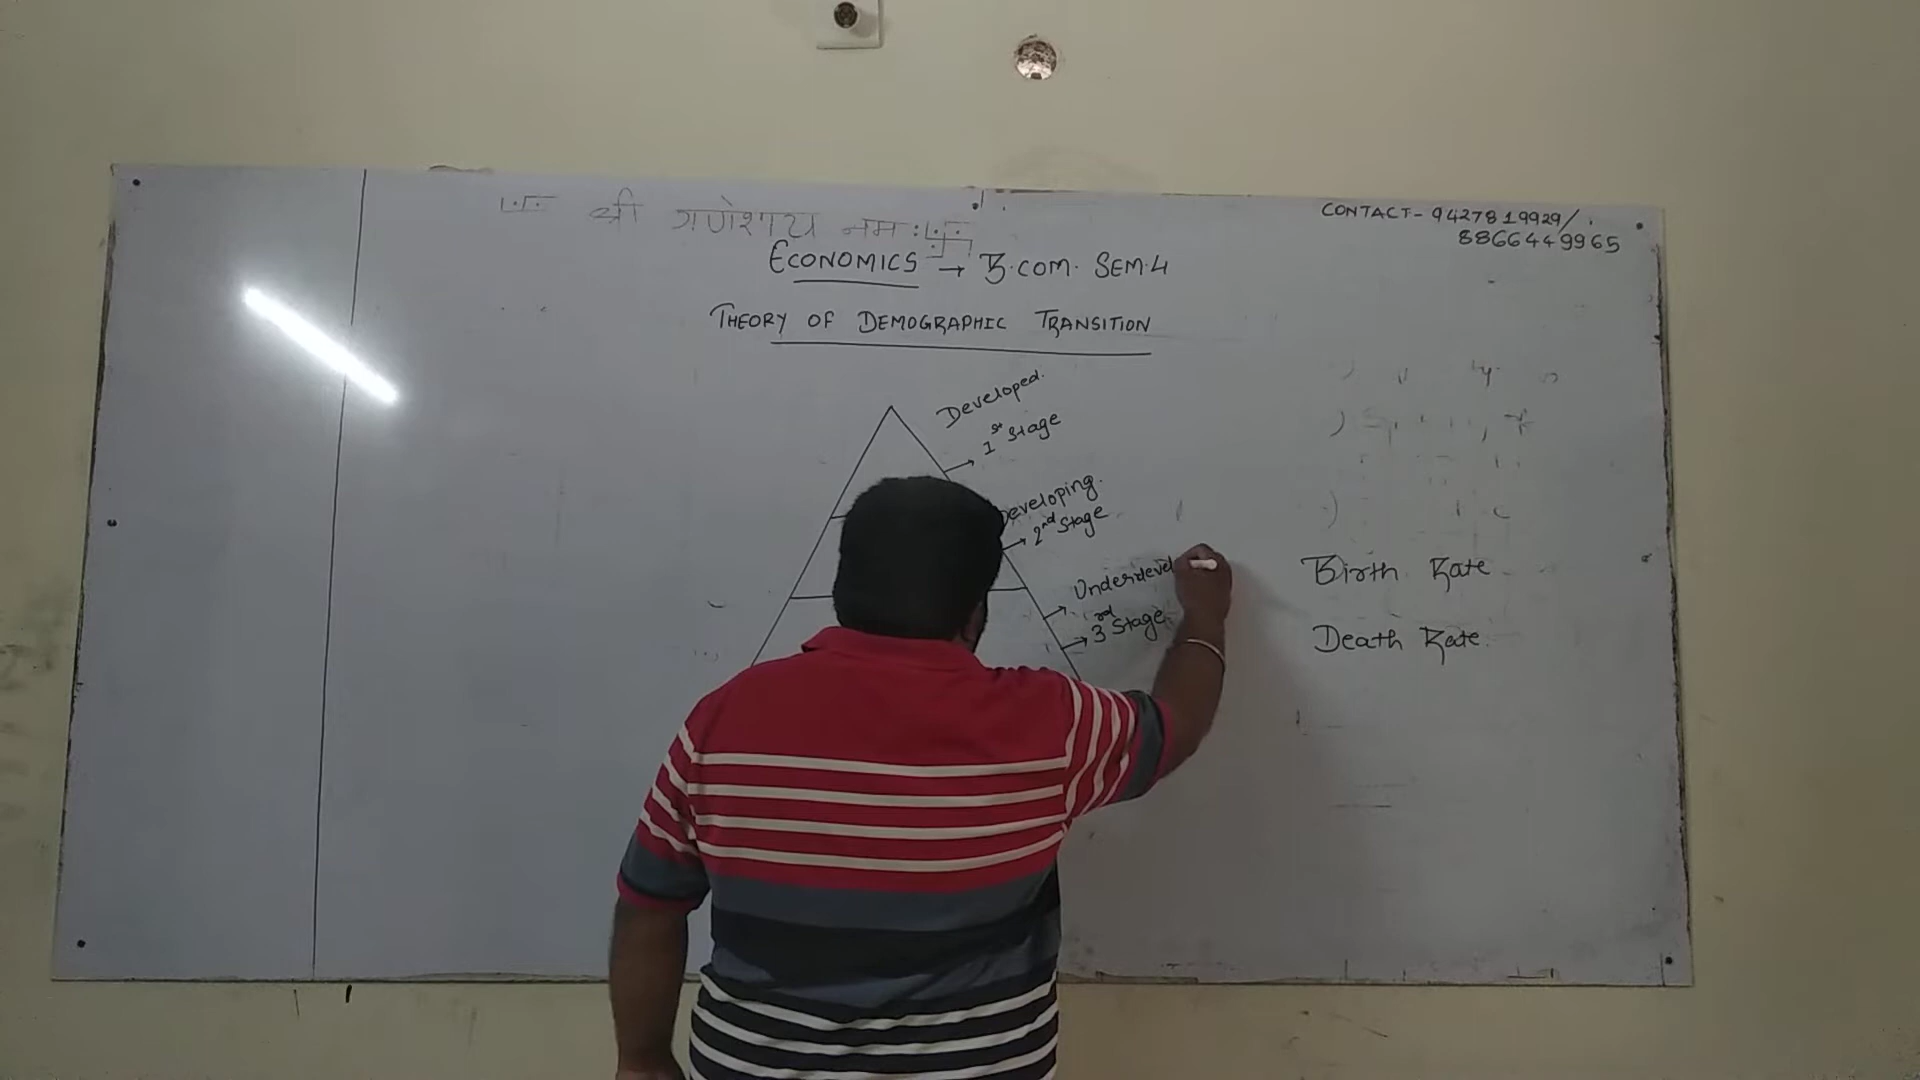 श्री गणेशाय नमः
CONTACT - 9427819929/
8866449965
ECONOMICS → B.COM. SEM.4
THEORY OF DEMOGRAPHIC TRANSITION
Developed.
1st Stage
Developing.
2nd Stage
Underdevel
3rd Stage
Birth Rate
Death Rate.